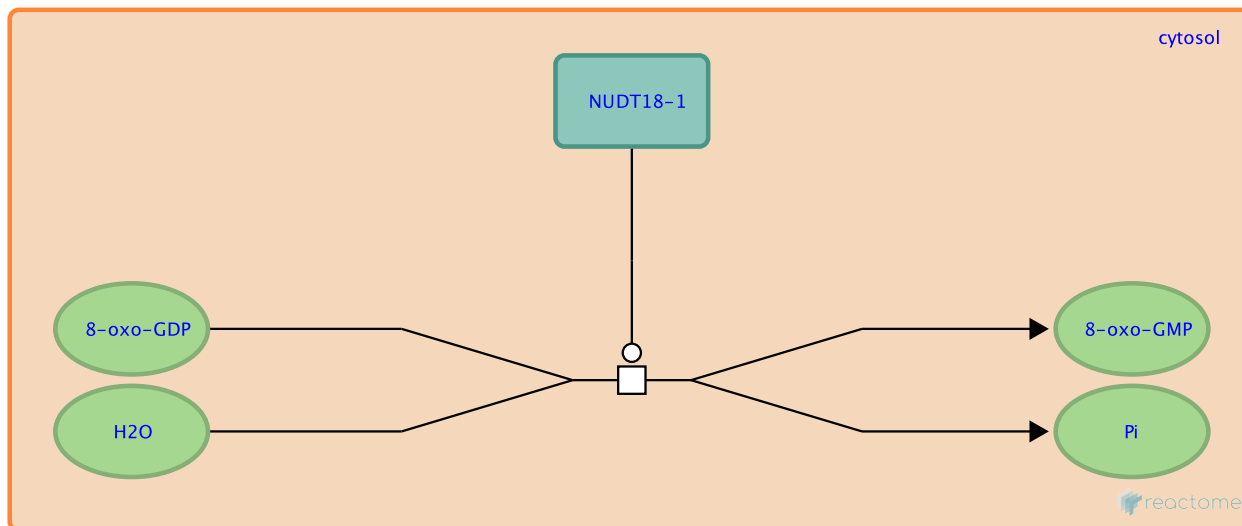 cytosol
NUDT18-1
8-oxo-GDP
8-oxo-GMP
H2O
Pi
reactome